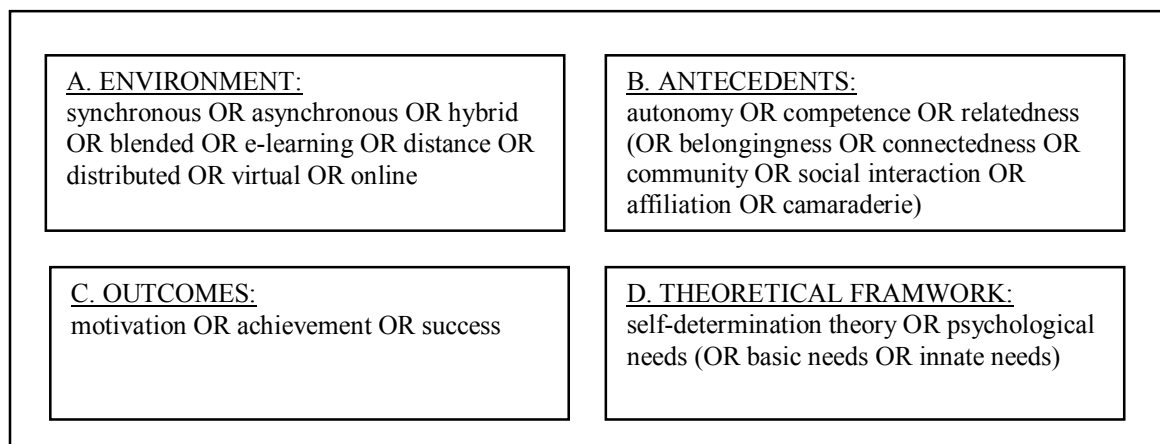 A. ENVIRONMENT:
synchronous OR asynchronous OR hybrid
OR blended OR e-learning OR distance OR
distributed OR virtual OR online
B. ANTECEDENTS:
autonomy OR competence OR relatedness
(OR belongingness OR connectedness OR
community OR social interaction OR
affiliation OR camaraderie)
C. OUTCOMES:
motivation OR achievement OR success
D. THEORETICAL FRAMWORK:
self-determination theory OR psychological
needs (OR basic needs OR innate needs)